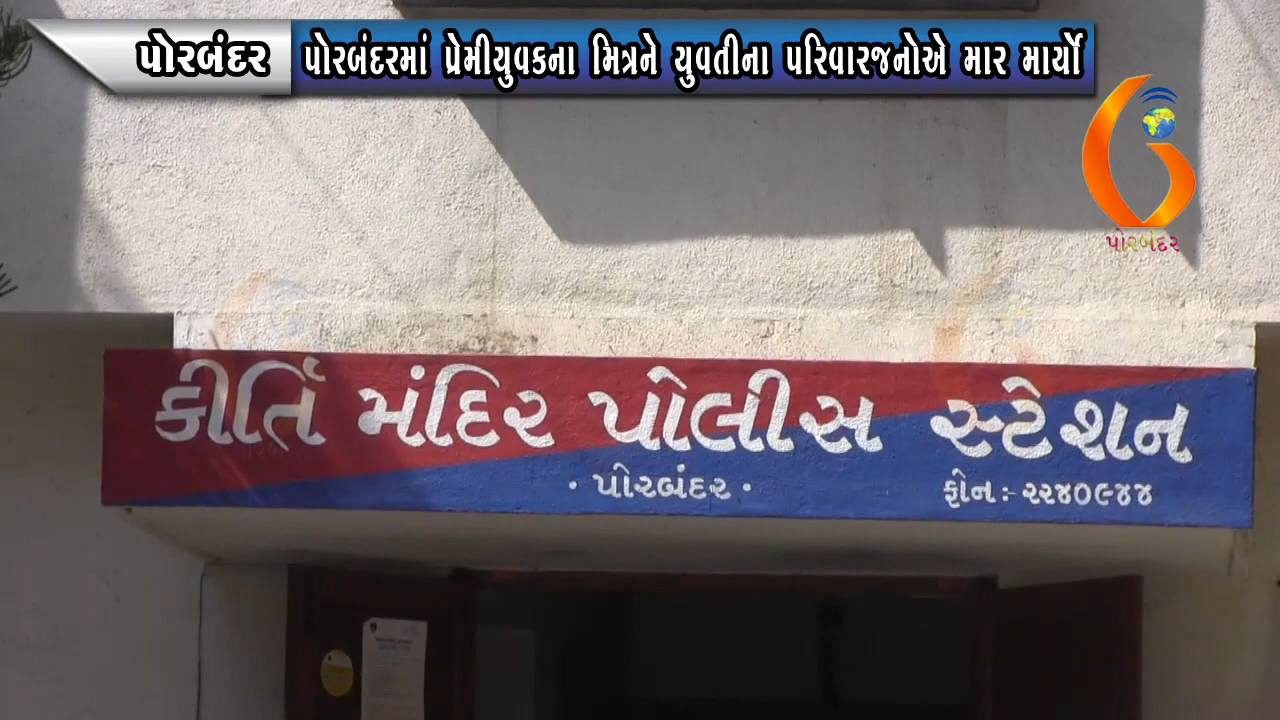 પોરબંદર પોરબંદરમાં પ્રેમીયુવકના મિત્રને યુવતીના પરિવારજનોએ માર માર્યો
પોરબંદર
કીર્તિ મંદિર પોલીસ સ્ટેશન
· પોરબંદર · ફોન :- ૨૨૪૦૯૪૪